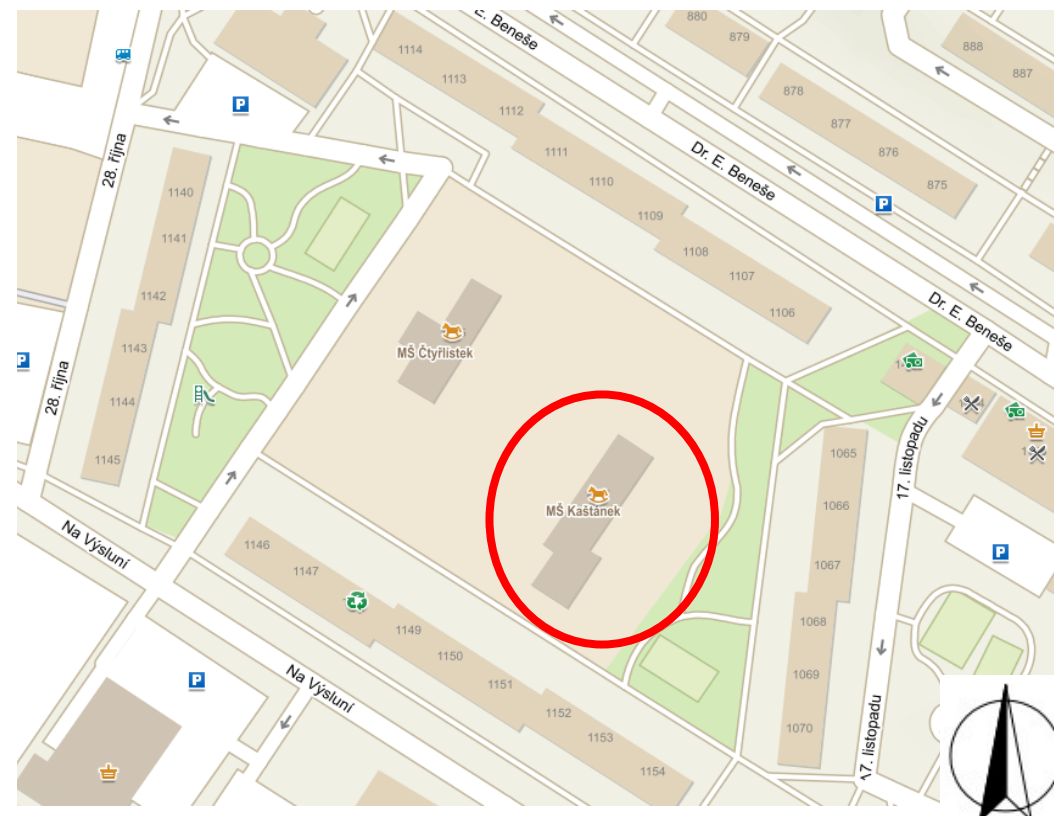 E. Beneše
880
879
1114
888
887
1113
878
1112
P
P
877
28. října
1111
Dr. E. Beneše
876
1140
1110
875
P
1109
1141
1108
1107
1142
1106
Dr. E. Beneše
1143
MŠ Čtyřlístek
P
28. října
1144
17. listopadu
1065
1145
1066
MŠ Kaštánek
Na Výsluní
1146
P
1147
1067
1149
1068
1150
1069
P
Na Výsluní
1151
1152
1070
1153
17. listopadu
1154